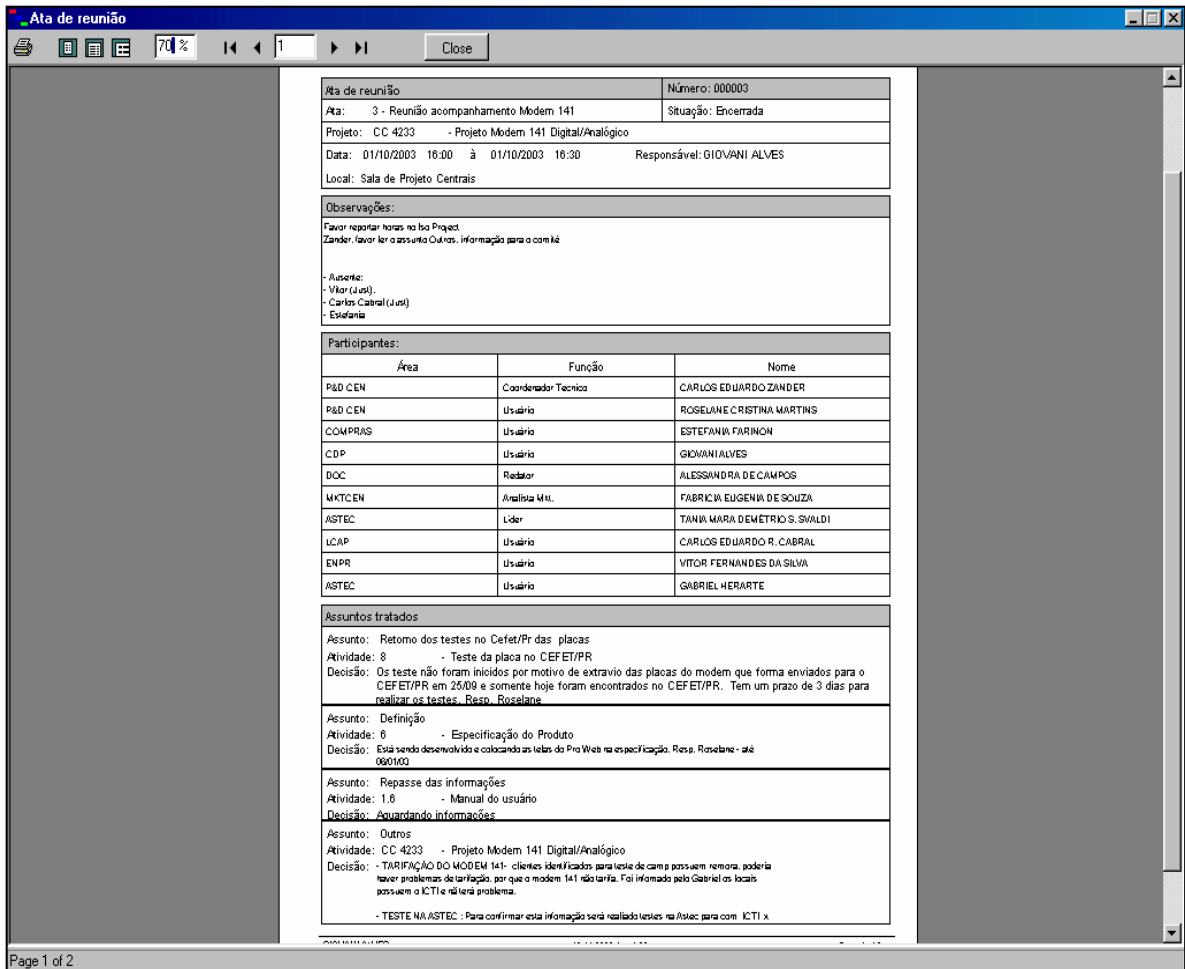 Ata de reunião
70 %
1
Close
Ata de reunião Número: 000003
Ata: 3 - Reunião acompanhamento Modem 141 Situação: Encerrada
Projeto: CC 4233 - Projeto Modem 141 Digital/Analógico
Data: 01/10/2003 16:00 à 01/10/2003 16:30 Responsável: GIOVANI ALVES
Local: Sala de Projeto Centrais
Observações:
Favor reportar horas no Iso Project
Zander, favor ler o assunto Outros, informação para o comitê
- Ausente:
- Vitor (Just),
- Carlos Cabral (Just)
- Estefania
Participantes:
Área Função Nome
P&D CEN Coordenador Tecnico CARLOS EDUARDO ZANDER
P&D CEN Usuário ROSELANE CRISTINA MARTINS
COMPRAS Usuário ESTEFANIA FARINON
CDP Usuário GIOVANI ALVES
DOC Redator ALESSANDRA DE CAMPOS
MKTCEN Analista Mkt. FABRICIA EUGENIA DE SOUZA
ASTEC Lider TANIA MARA DEMÉTRIO S. SVALDI
LCAP Usuário CARLOS EDUARDO R. CABRAL
ENPR Usuário VITOR FERNANDES DA SILVA
ASTEC Usuário GABRIEL HERARTE
Assuntos tratados
Assunto: Retorno dos testes no Cefet/Pr das placas
Atividade: 8 - Teste da placa no CEFET/PR
Decisão: Os teste não foram inicidos por motivo de extravio das placas do modem que forma enviados para o
CEFET/PR em 25/09 e somente hoje foram encontrados no CEFET/PR. Tem um prazo de 3 dias para
realizar os testes. Resp. Roselane
Assunto: Definição
Atividade: 6 - Especificação do Produto
Decisão: Está sendo desenvolvido e colocando as telas do Pro Web na especificação. Resp. Roselane - até
Assunto: Repasse das informações
Atividade: 1.6 - Manual do usuário
Decisão: Aguardando informações
Assunto: Outros
Atividade: CC 4233 - Projeto Modem 141 Digital/Analógico
Decisão: - TARIFAÇÃO DO MODEM 141- clientes identificados para teste de camp possuem remora, poderia
haver problemas de tarifação, por que o modem 141 não tarifa. Foi infomado pelo Gabriel os locais
possuem o ICTI e nã terá problema.
- TESTE NA ASTEC : Para confirmar esta infomação será realiado testes na Astec para com ICTI x
Page 1 of 2